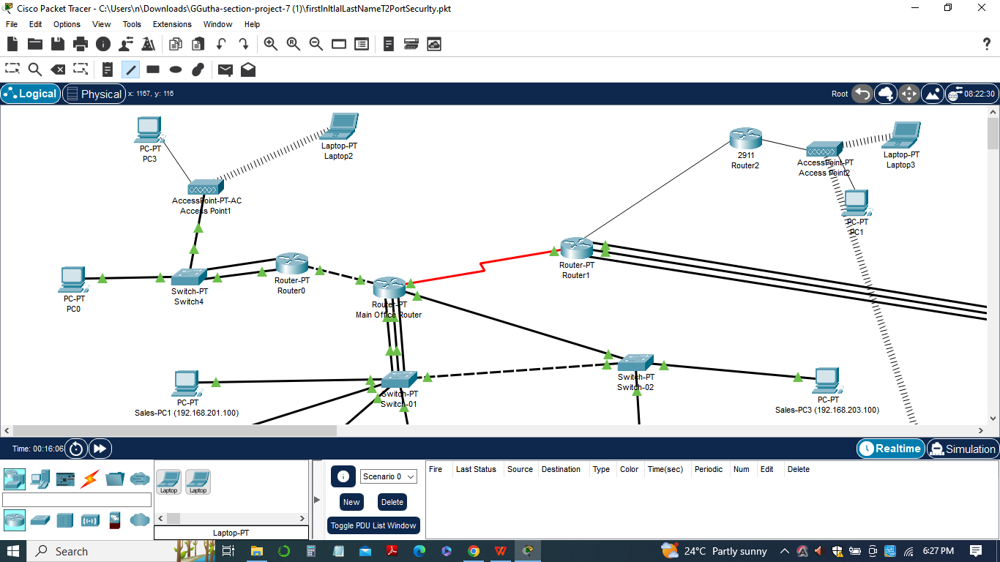 Cisco Packet Tracer - C:\Users\n\Downloads\GGutha-section-project-7 (1)\firstInItIalLastNameT2PortSecurIty.pkt
File Edit Options View Tools Extensions Window Help
?
Logical Physical x: 1167, y: 116 Root 08:22:30
PC-PT
PC3
Laptop-PT
Laptop2
2911
Router2
AccessPoint-PT
Access Point2
Laptop-PT
Laptop3
AccessPoint-PT-AC
Access Point1
PC-PT
PC1
Router-PT
Router1
Router-PT
Router0
Switch-PT
Switch4
PC-PT
PC0
Router-PT
Main Office Router
Switch-PT
Switch-02
Switch-PT
Switch-01
PC-PT
Sales-PC1 (192.168.201.100)
PC-PT
Sales-PC3 (192.168.203.100)
Time: 00:16:06 Realtime Simulation
Fire Last Status Source Destination Type Color Time(sec) Periodic Num Edit Delete
Scenario 0
Laptop Laptop
New Delete
Toggle PDU List Window
Laptop-PT
Search 24°C Partly sunny 6:27 PM